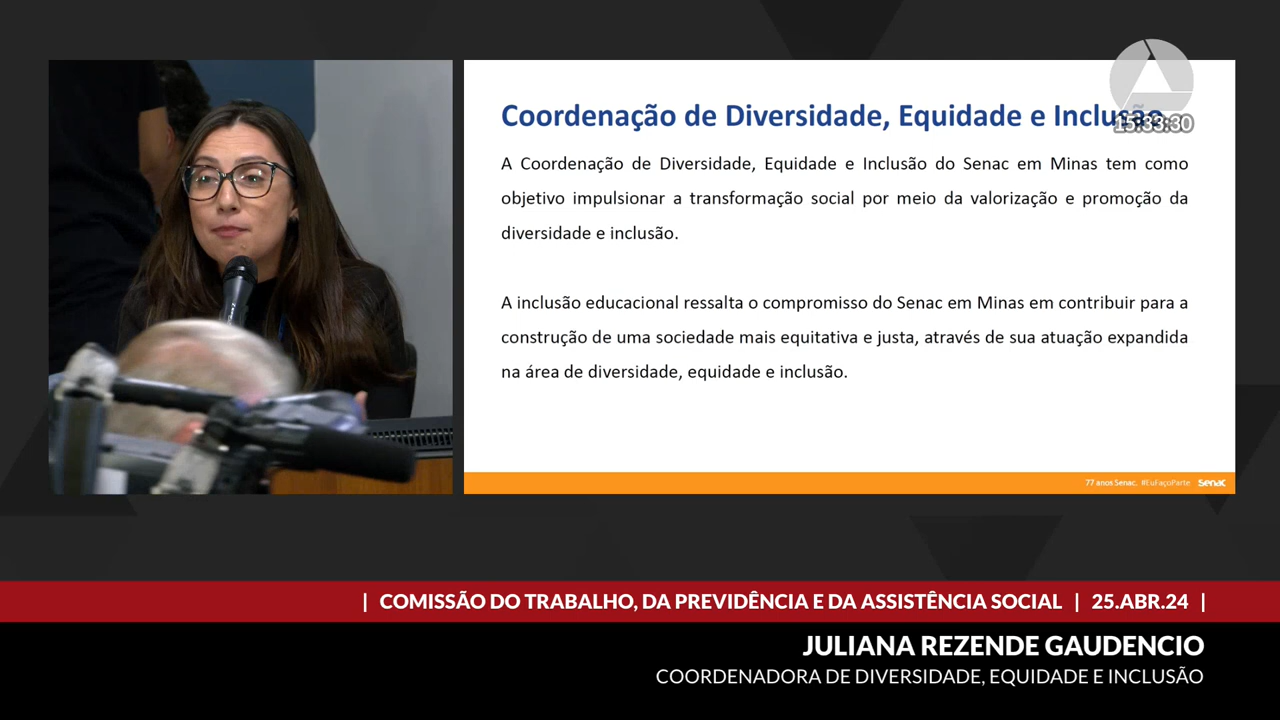 Coordenação de Diversidade, Equidade e Inclusão
15:33:30
A Coordenação de Diversidade, Equidade e Inclusão do Senac em Minas tem como
objetivo impulsionar a transformação social por meio da valorização e promoção da
diversidade e inclusão.
A inclusão educacional ressalta o compromisso do Senac em Minas em contribuir para a
construção de uma sociedade mais equitativa e justa, através de sua atuação expandida
na área de diversidade, equidade e inclusão.
77 anos Senac. #EuFaçoParte Senac
| COMISSÃO DO TRABALHO, DA PREVIDÊNCIA E DA ASSISTÊNCIA SOCIAL | 25.ABR.24 |
JULIANA REZENDE GAUDENCIO
COORDENADORA DE DIVERSIDADE, EQUIDADE E INCLUSÃO